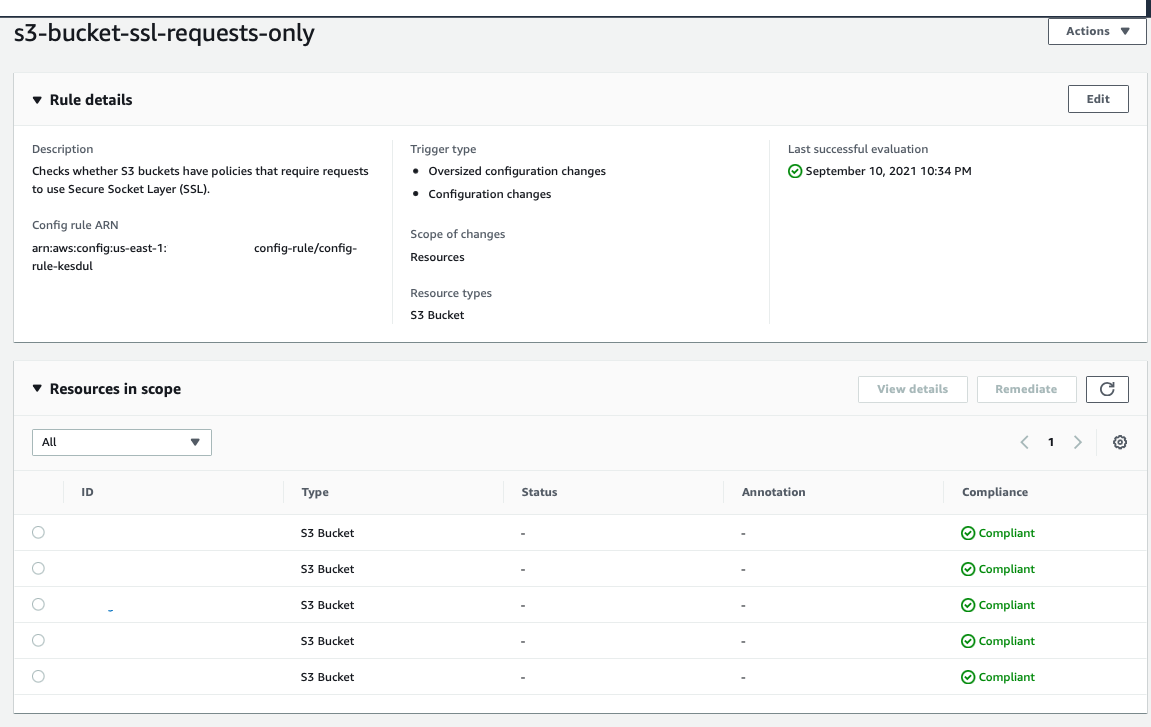 s3-bucket-ssl-requests-only
Actions
Rule details
Edit
Description
Checks whether S3 buckets have policies that require requests
to use Secure Socket Layer (SSL).
Config rule ARN
arn:aws:config:us-east-1: config-rule/config-
rule-kesdul
Trigger type
Oversized configuration changes
Configuration changes
Scope of changes
Resources
Resource types
S3 Bucket
Last successful evaluation
September 10, 2021 10:34 PM
Resources in scope
View details
Remediate
All
1
ID Type Status Annotation Compliance
S3 Bucket - - Compliant
S3 Bucket - - Compliant
S3 Bucket - - Compliant
S3 Bucket - - Compliant
S3 Bucket - - Compliant